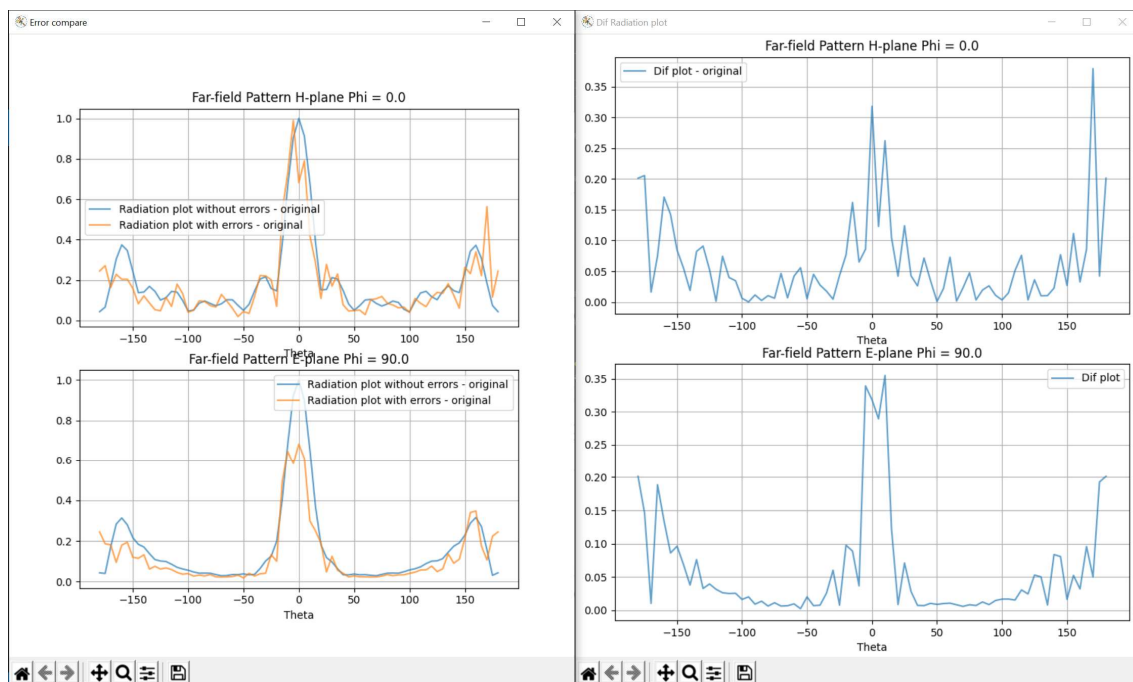 Error compare
Far-field Pattern H-plane Phi = 0.0
1.0
0.8
0.6
0.4
0.2
0.0
Radiation plot without errors - original
Radiation plot with errors - original
−150 −100 −50 0 50 100 150
Theta
Far-field Pattern E-plane Phi = 90.0
1.0
0.8
0.6
0.4
0.2
0.0
Radiation plot without errors - original
Radiation plot with errors - original
−150 −100 −50 0 50 100 150
Theta
Dif Radiation plot
Far-field Pattern H-plane Phi = 0.0
Dif plot - original
0.35
0.30
0.25
0.20
0.15
0.10
0.05
0.00
−150 −100 −50 0 50 100 150
Theta
Far-field Pattern E-plane Phi = 90.0
Dif plot
0.35
0.30
0.25
0.20
0.15
0.10
0.05
0.00
−150 −100 −50 0 50 100 150
Theta